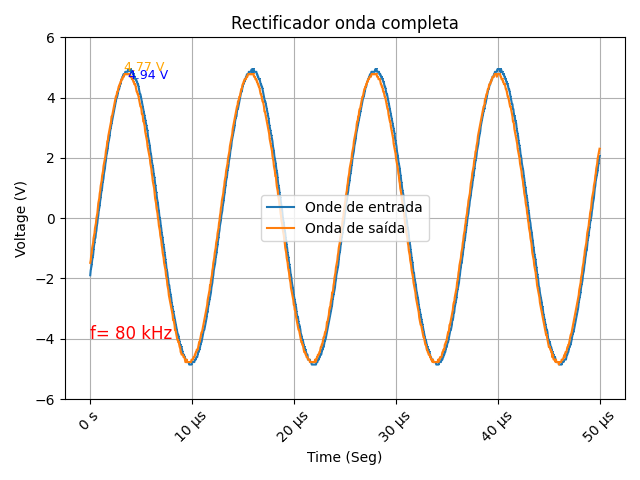 Rectificador onda completa
6
4
2
0
−2
−4
−6
Voltage (V)
4.77 V
4.94 V
Onde de entrada
Onda de saída
f= 80 kHz
0 s
10 µs
20 µs
30 µs
40 µs
50 µs
Time (Seg)